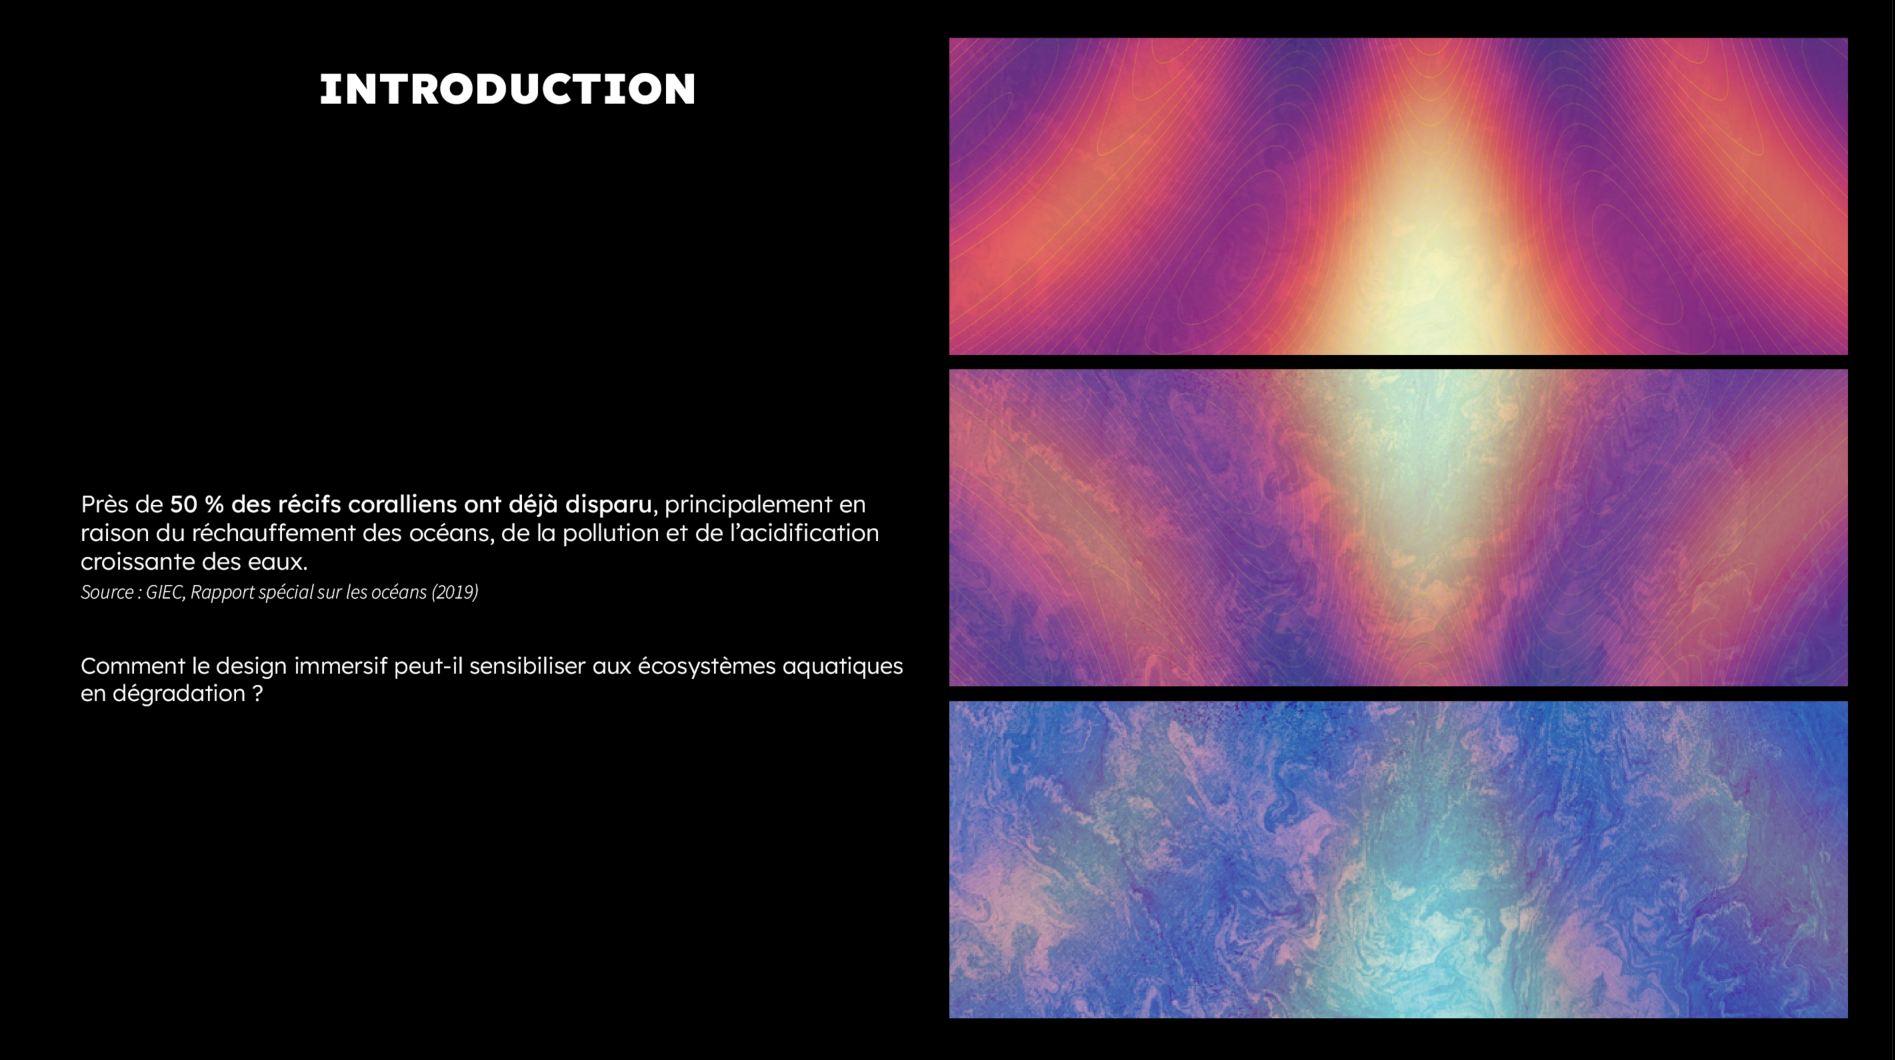 INTRODUCTION
Près de 50 % des récifs coralliens ont déjà disparu, principalement en
raison du réchauffement des océans, de la pollution et de l’acidification
croissante des eaux.
Source : GIEC, Rapport spécial sur les océans (2019)
Comment le design immersif peut-il sensibiliser aux écosystèmes aquatiques
en dégradation ?